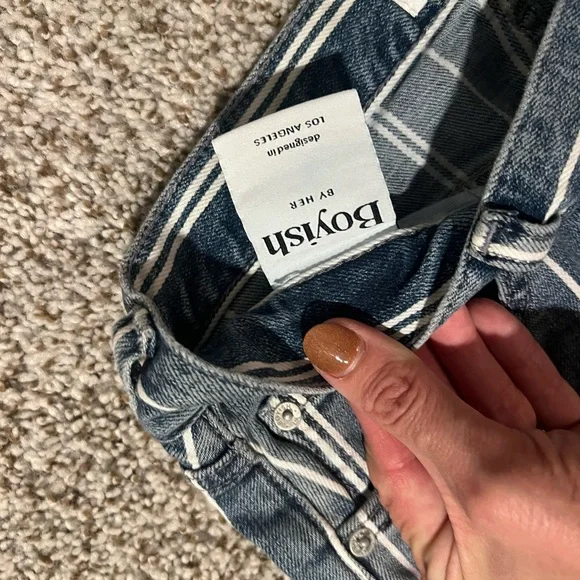 Boyish
BY HER
designed in
LOS ANGELES